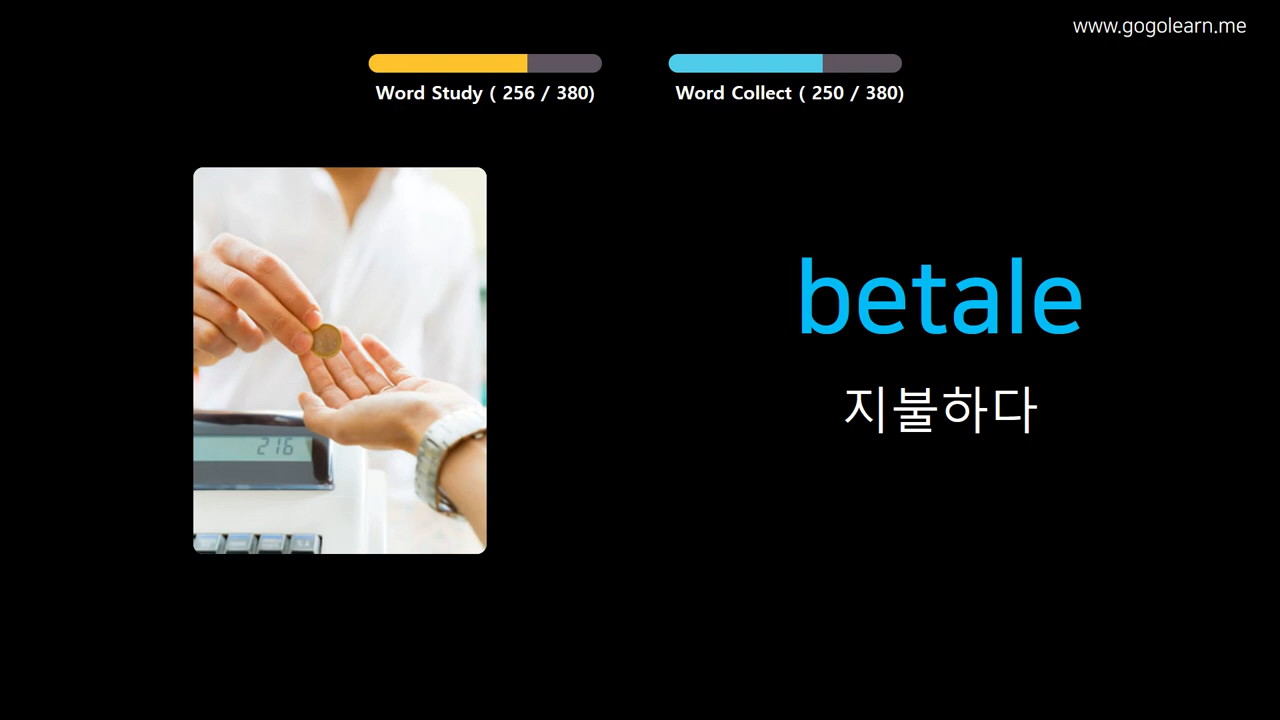 www.gogolearn.me
Word Study ( 256 / 380)
Word Collect ( 250 / 380)
betale
지불하다
216